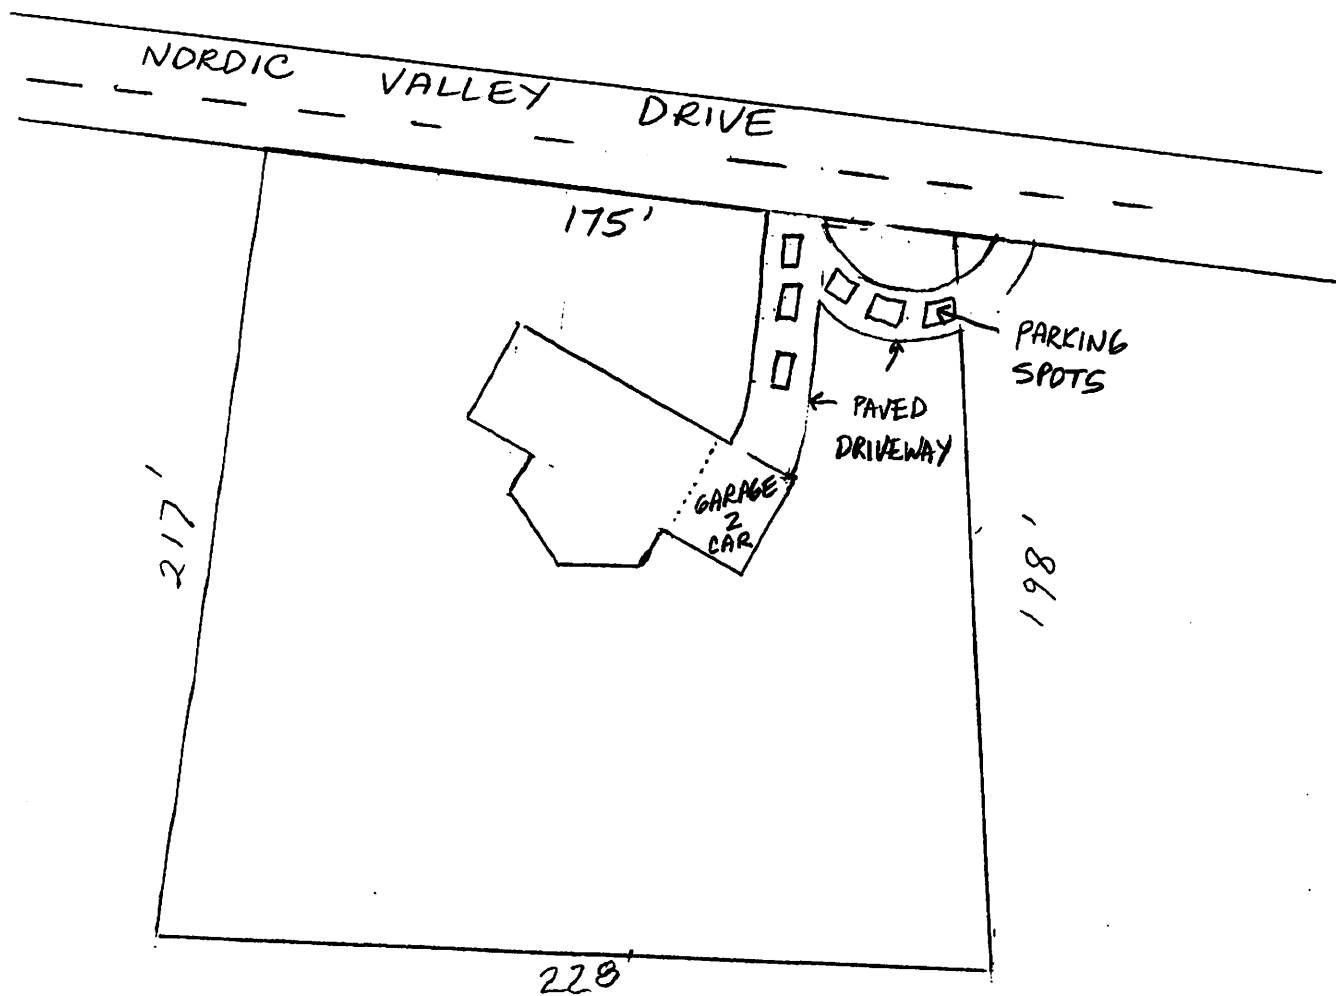 NORDIC VALLEY DRIVE
175'
PARKING
SPOTS
PAVED
DRIVEWAY
GARAGE
2
CAR
217'
198'
228'